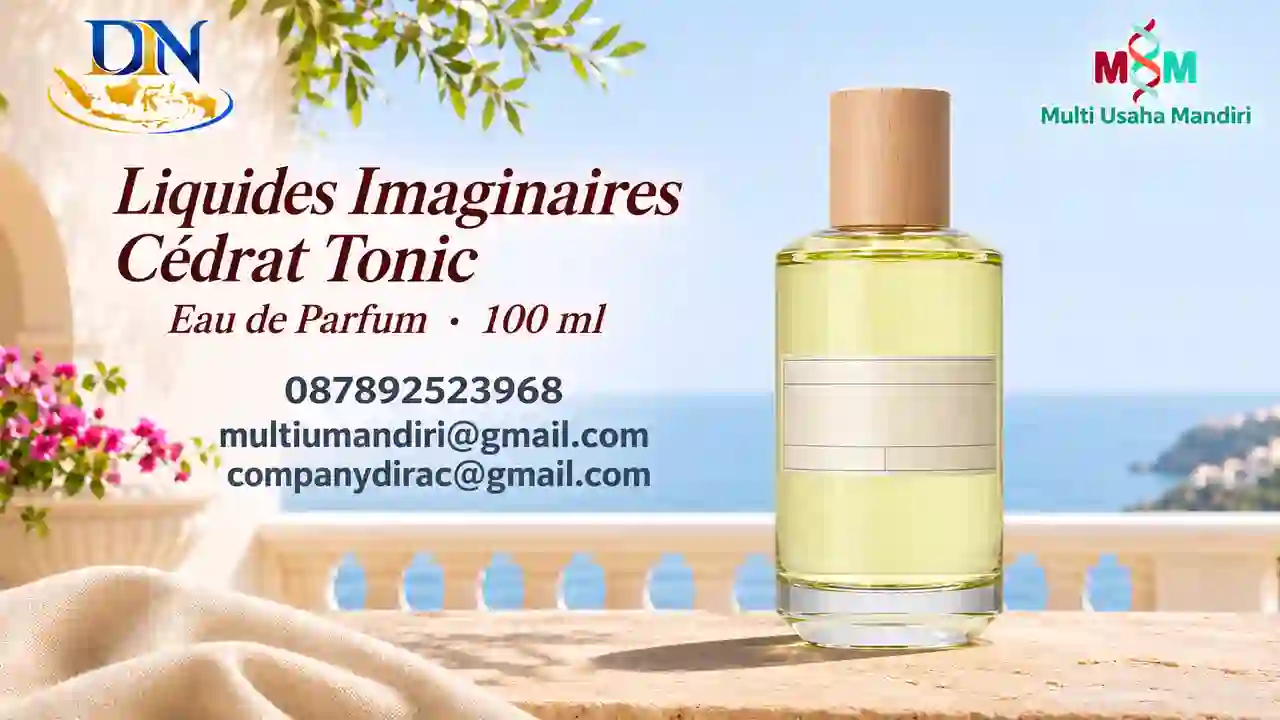 DN
M M
Multi Usaha Mandiri
Liquides Imaginaires
Cédrat Tonic
Eau de Parfum · 100 ml
087892523968
multiumandiri@gmail.com
companydirac@gmail.com